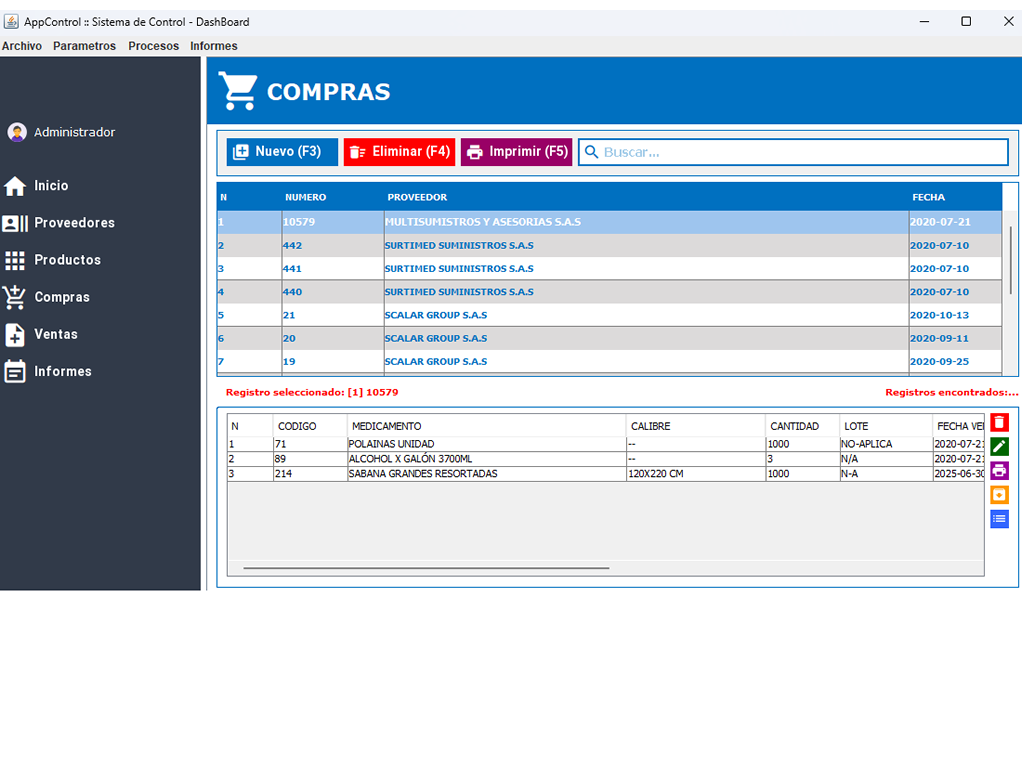 AppControl :: Sistema de Control - DashBoard
Archivo Parametros Procesos Informes
COMPRAS
Administrador
Inicio
Proveedores
Productos
Compras
Ventas
Informes
Nuevo (F3) Eliminar (F4) Imprimir (F5) Buscar...
N NUMERO PROVEEDOR FECHA
1 10579 MULTISUMISTROS Y ASESORIAS S.A.S 2020-07-21
2 442 SURTIMED SUMINISTROS S.A.S 2020-07-10
3 441 SURTIMED SUMINISTROS S.A.S 2020-07-10
4 440 SURTIMED SUMINISTROS S.A.S 2020-07-10
5 21 SCALAR GROUP S.A.S 2020-10-13
6 20 SCALAR GROUP S.A.S 2020-09-11
7 19 SCALAR GROUP S.A.S 2020-09-25
Registro seleccionado: [1] 10579 Registros encontrados:...
N CODIGO MEDICAMENTO CALIBRE CANTIDAD LOTE FECHA VE
1 71 POLAINAS UNIDAD -- 1000 NO-APLICA 2020-07-21
2 89 ALCOHOL X GALÓN 3700ML -- 3 N/A 2020-07-21
3 214 SABANA GRANDES RESORTADAS 120X220 CM 1000 N-A 2025-06-30